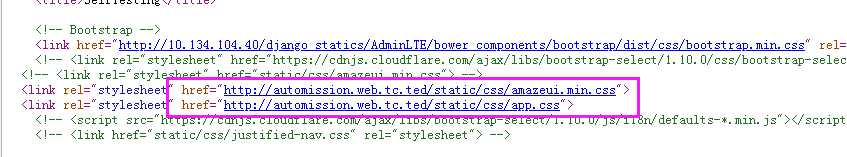 <title>SelfTesting</title>
<!-- Bootstrap -->
<link href="http://10.134.104.40/django_statics/AdminLTE/bower_components/bootstrap/dist/css/bootstrap.min.css" rel=
<!-- <link rel="stylesheet" href="https://cdnjs.cloudflare.com/ajax/libs/bootstrap-select/1.10.0/css/bootstrap-selec
<!-- <link rel="stylesheet" href="static/css/amazeui.min.css"> -->
<link rel="stylesheet" href="http://automission.web.tc.ted/static/css/amazeui.min.css">
<link rel="stylesheet" href="http://automission.web.tc.ted/static/css/app.css">
<!-- <script src="https://cdnjs.cloudflare.com/ajax/libs/bootstrap-select/1.10.0/js/i18n/defaults-*.min.js"></script
<!-- <link href="static/css/justified-nav.css" rel="stylesheet"> -->